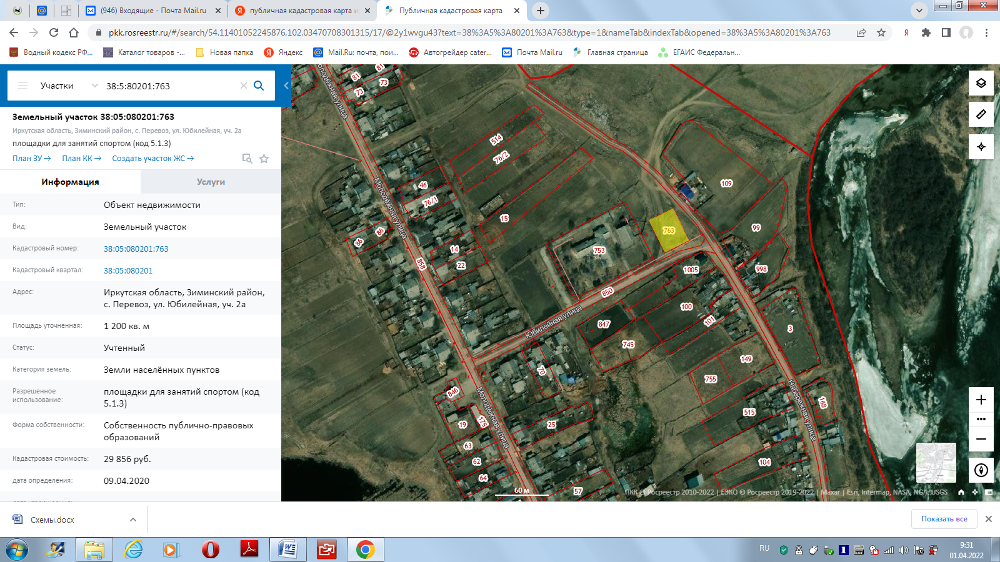 (946) Входящие - Почта Mail.ru
публичная кадастровая карта и
Публичная кадастровая карта
pkk.rosreestr.ru/#/search/54.11401052245876,102.03470708301315/17/@2y1wvgu43?text=38%3A5%3A80201%3A763&type=1&nameTab&indexTab&opened=38%3A5%3A80201%3A763
Водный кодекс РФ...
Каталог товаров -...
Новая папка
Яндекс
Mail.Ru: почта, пои...
Автогрейдер cater...
Почта Mail.ru
Главная страница
ЕГАИС Федеральн...
Участки
38:5:80201:763
Земельный участок 38:05:080201:763
Иркутская область, Зиминский район, с. Перевоз, ул. Юбилейная, уч. 2а
площадки для занятий спортом (код 5.1.3)
План ЗУ→
План КК→
Создать участок ЖС→
Информация
Услуги
Тип:
Объект недвижимости
Вид:
Земельный участок
Кадастровый номер:
38:05:080201:763
Кадастровый квартал:
38:05:080201
Адрес:
Иркутская область, Зиминский район,
с. Перевоз, ул. Юбилейная, уч. 2а
Площадь уточненная:
1 200 кв. м
Статус:
Учтенный
Категория земель:
Земли населённых пунктов
Разрешенное
использование:
площадки для занятий спортом (код
5.1.3)
Форма собственности:
Собственность публично-правовых
образований
Кадастровая стоимость:
29 856 руб.
дата определения:
09.04.2020
81
81
73
73
Молодёжная улица
514
76/2
46
76/1
Молодёжная улица
15
109
99
763
86
86
14
22
753
998
1005
858
850
100
101
847
Юбилейная улица
3
745
149
70
755
846
Молодёжная улица
Набережная улица
168
515
19
175
25
63
62
64
104
57
60 м
ПКК © Росреестр 2010-2022 | ЕЭКО © Росреестр 2019-2022 | Maxar | Esri, Intermap, NASA, NGA, USGS
Схемы.docx
Показать все
RU
9:31
01.04.2022